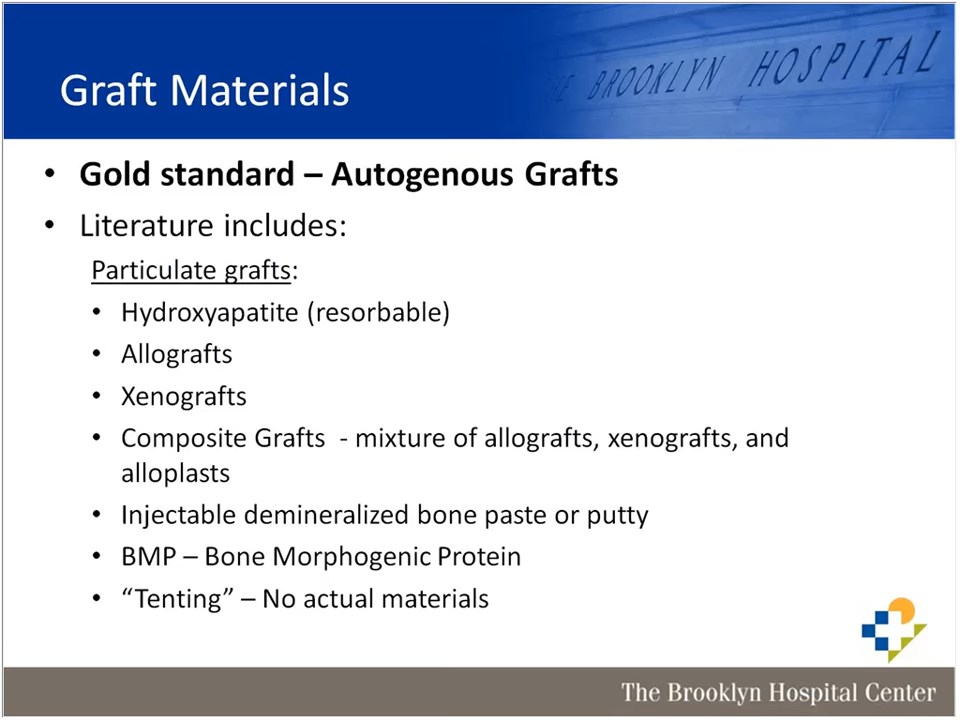 THE BROOKLYN HOSPITAL
Graft Materials
• Gold standard – Autogenous Grafts
• Literature includes:
Particulate grafts:
• Hydroxyapatite (resorbable)
• Allografts
• Xenografts
• Composite Grafts - mixture of allografts, xenografts, and
alloplasts
• Injectable demineralized bone paste or putty
• BMP – Bone Morphogenic Protein
• “Tenting” – No actual materials
The Brooklyn Hospital Center